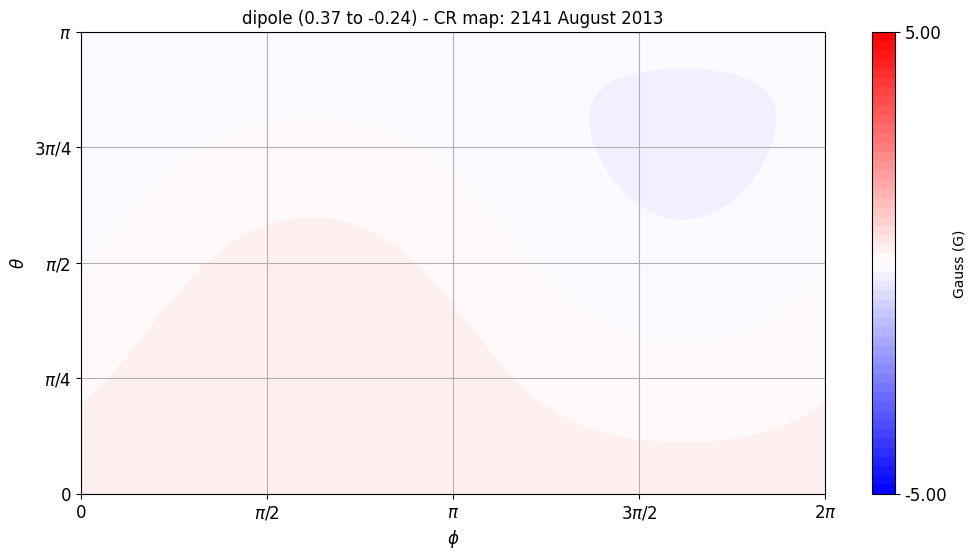 dipole (0.37 to -0.24) - CR map: 2141 August 2013
π
3π/4
π/2
π/4
0
θ
0
π/2
π
3π/2
2π
ϕ
5.00
-5.00
Gauss (G)